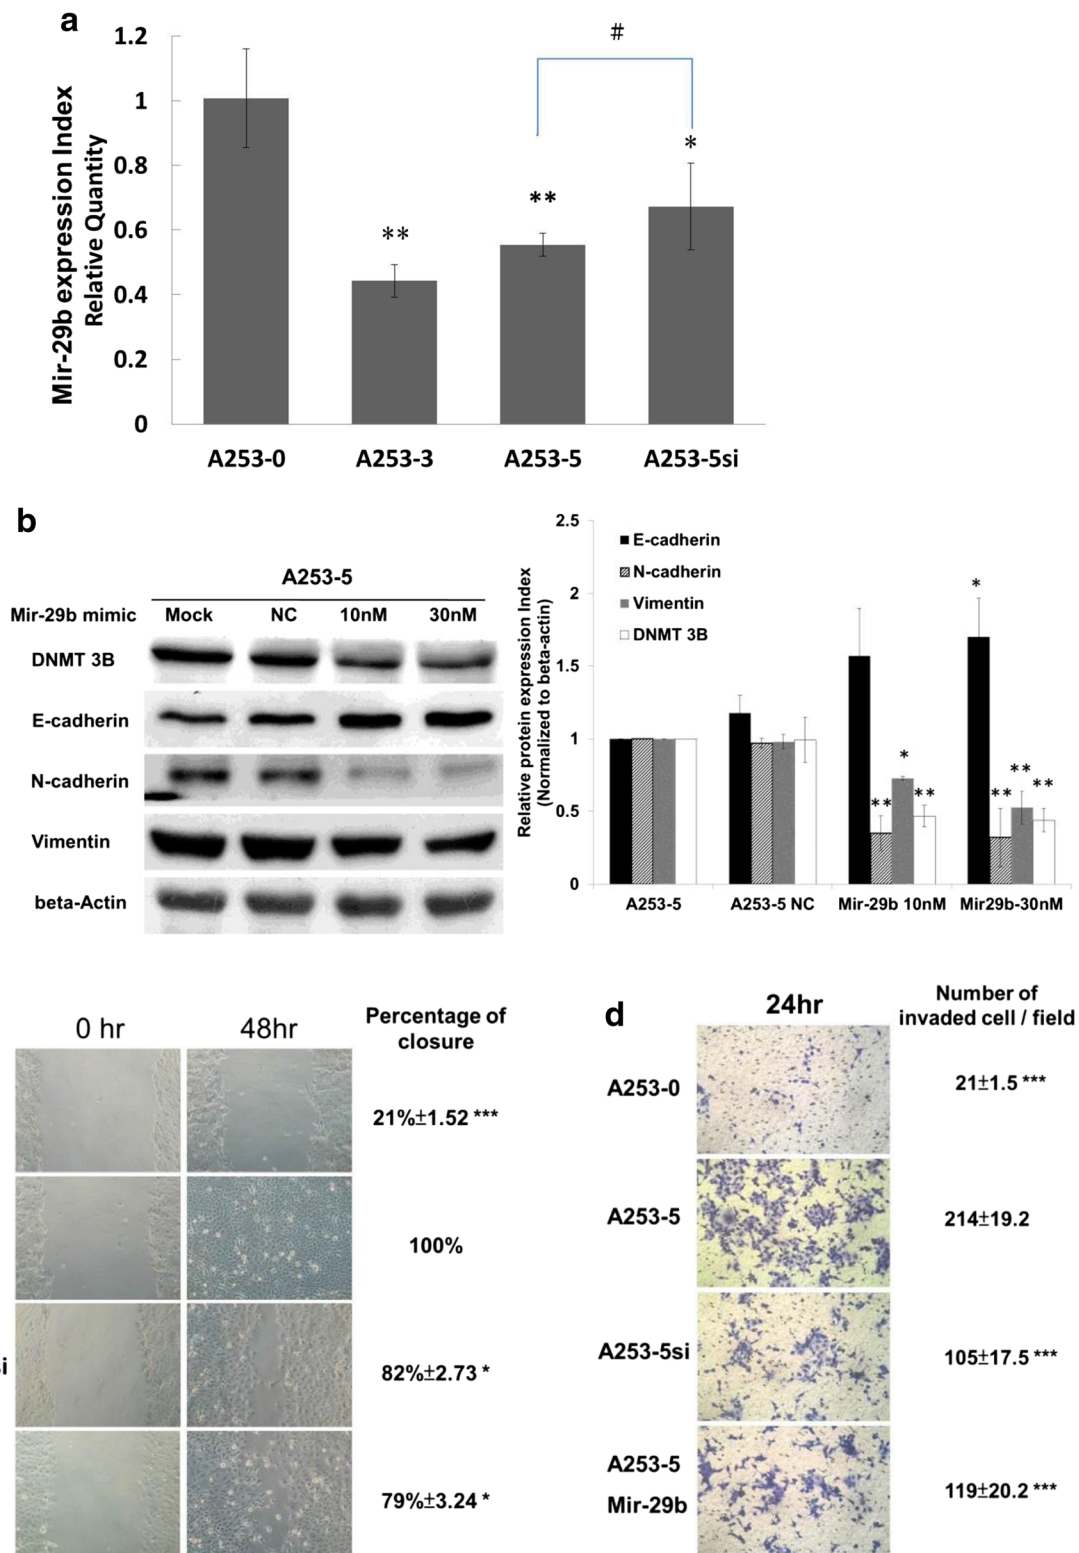 a
1.2
1
0.8
0.6
0.4
0.2
0
Mir-29b expression Index
Relative Quantity
#
**
**
*
A253-0 A253-3 A253-5 A253-5si
b
A253-5
Mir-29b mimic Mock NC 10nM 30nM
DNMT 3B
E-cadherin
N-cadherin
Vimentin
beta-Actin
2.5
2
1.5
1
0.5
0
Relative protein expression Index
(Normalized to beta-actin)
E-cadherin
N-cadherin
Vimentin
DNMT 3B
** * **
* ** ** **
A253-5 A253-5 NC Mir-29b 10nM Mir29b-30nM
0 hr 48hr
Percentage of
closure
21%±1.52 ***
100%
si
82%±2.73 *
79%±3.24 *
d
24hr
Number of
invaded cell / field
A253-0 21±1.5 ***
A253-5 214±19.2
A253-5si 105±17.5 ***
A253-5
Mir-29b
119±20.2 ***